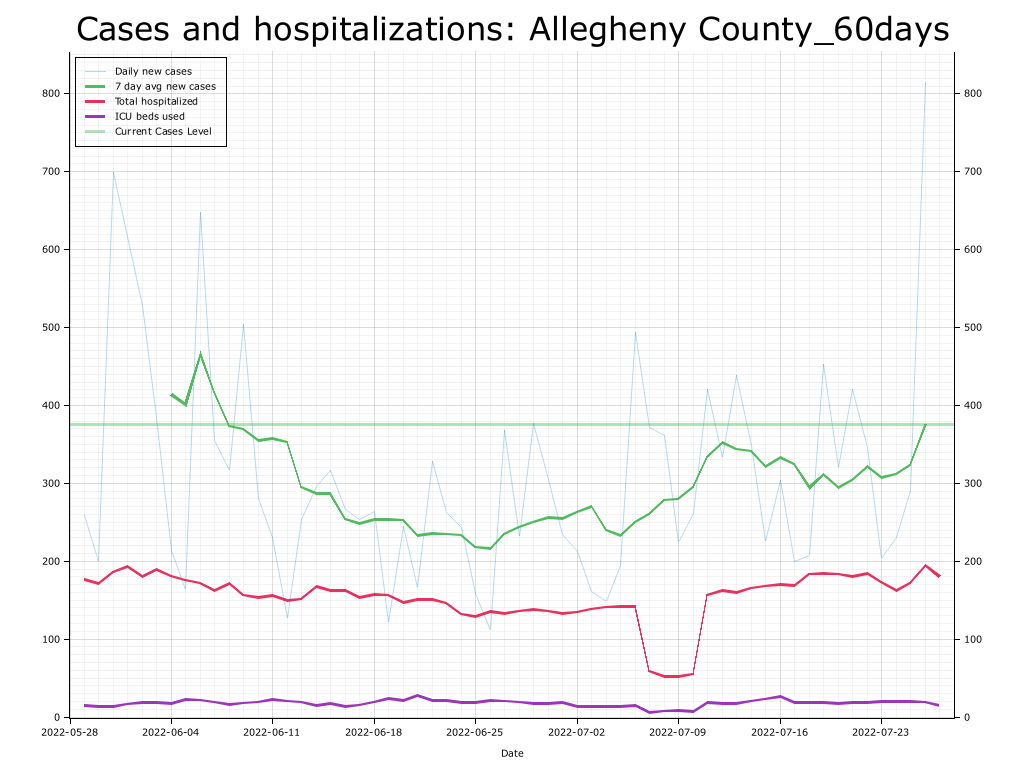 Cases and hospitalizations: Allegheny County_60days
Daily new cases
7 day avg new cases
Total hospitalized
ICU beds used
Current Cases Level
800 800
700 700
600 600
500 500
400 400
300 300
200 200
100 100
0 0
2022-05-28 2022-06-04 2022-06-11 2022-06-18 2022-06-25 2022-07-02 2022-07-09 2022-07-16 2022-07-23
Date